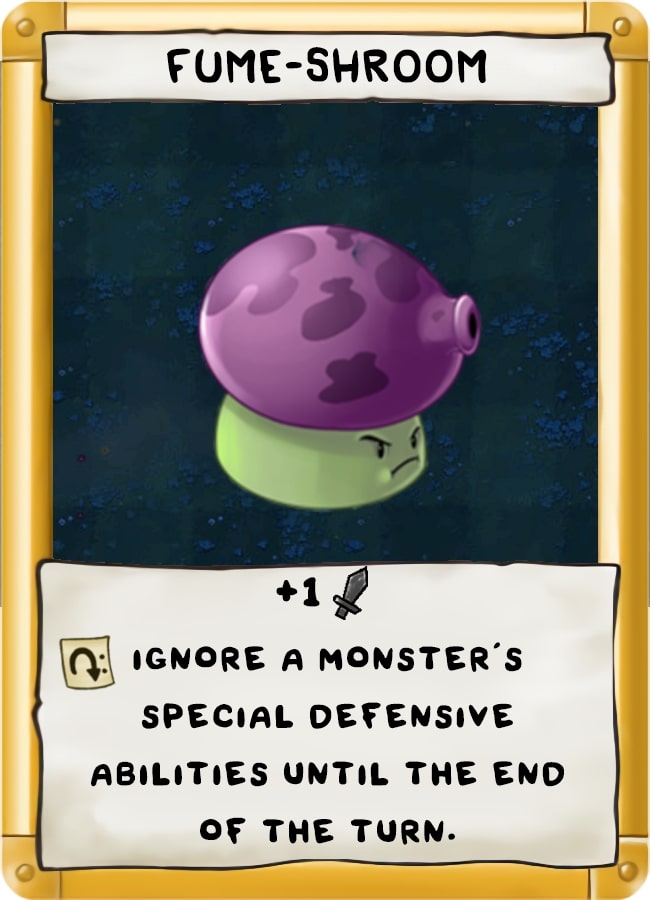 FUME-SHROOM
+1
IGNORE A MONSTER'S
SPECIAL DEFENSIVE
ABILITIES UNTIL THE END
OF THE TURN.